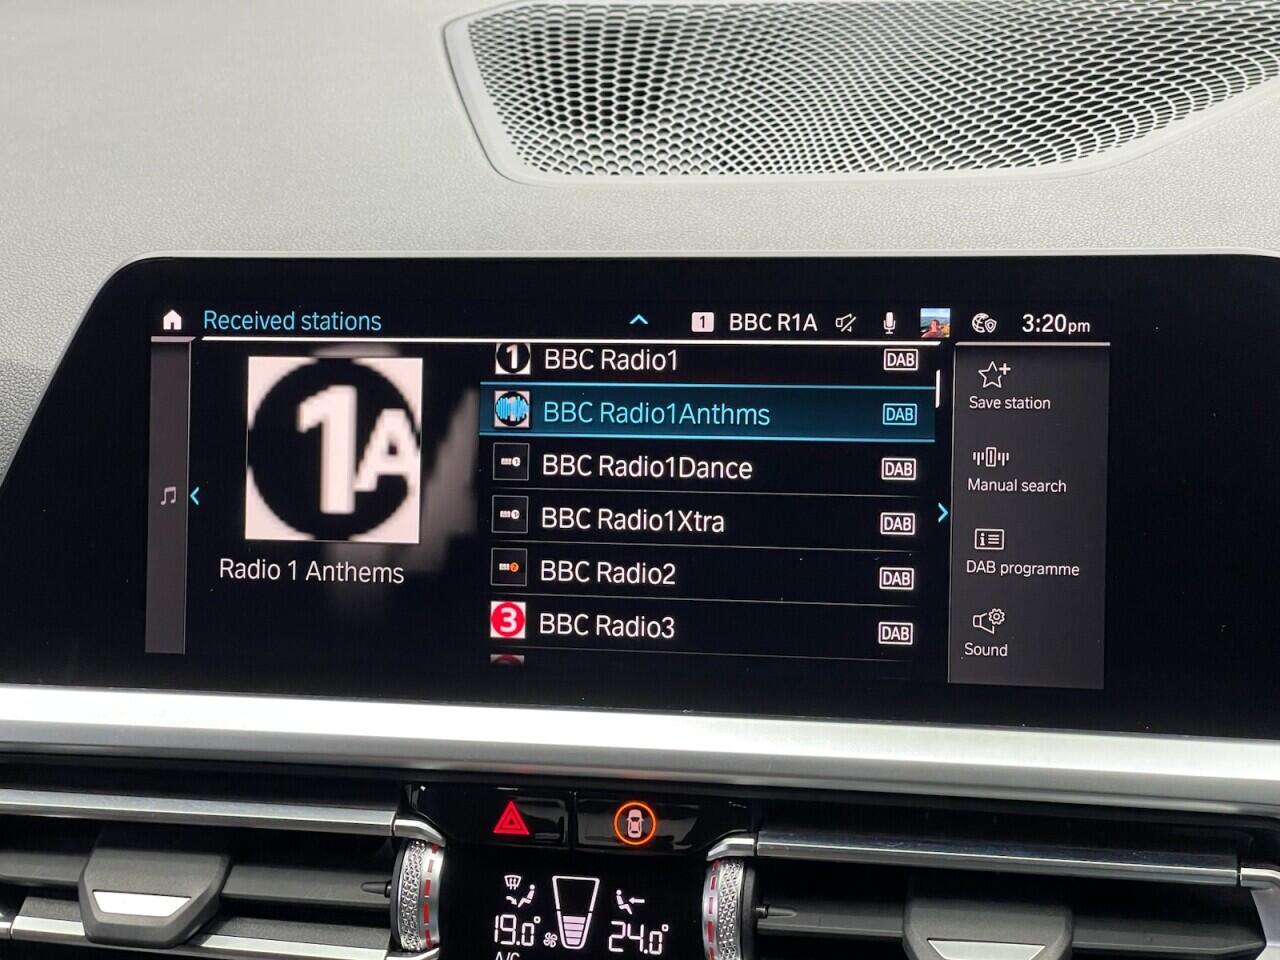 Received stations
1 BBC R1A 3:20pm
1A
Radio 1 Anthems
1 BBC Radio1 DAB
BBC Radio1Anthms DAB
BBC Radio1Dance DAB
BBC Radio1Xtra DAB
BBC Radio2 DAB
3 BBC Radio3 DAB
Save station
Manual search
DAB programme
Sound
19.0°
24.0°
A/C